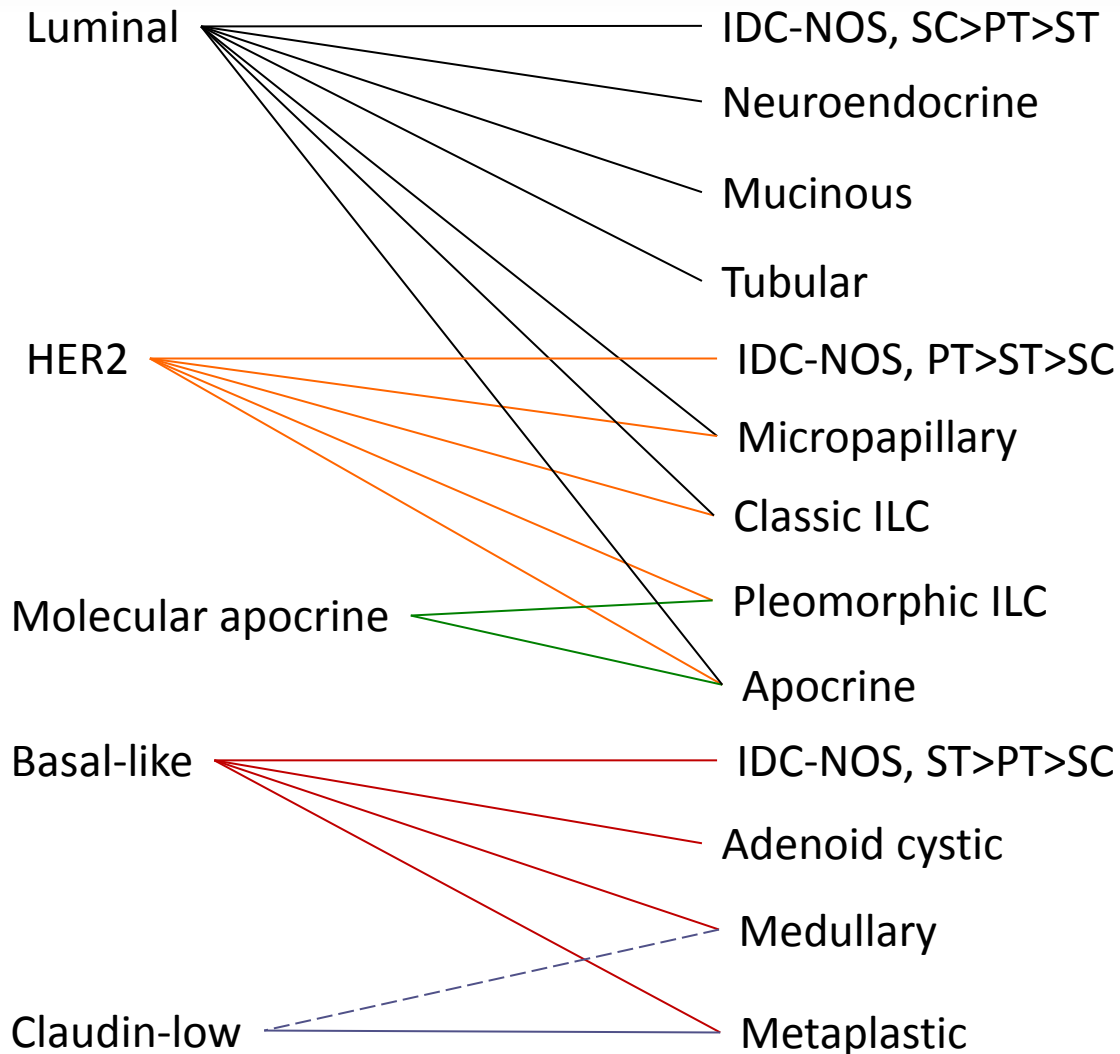 Luminal
IDC-NOS, SC>PT>ST
Neuroendocrine
Mucinous
Tubular
HER2
IDC-NOS, PT>ST>SC
Micropapillary
Classic ILC
Molecular apocrine
Pleomorphic ILC
Apocrine
Basal-like
IDC-NOS, ST>PT>SC
Adenoid cystic
Medullary
Claudin-low
Metaplastic